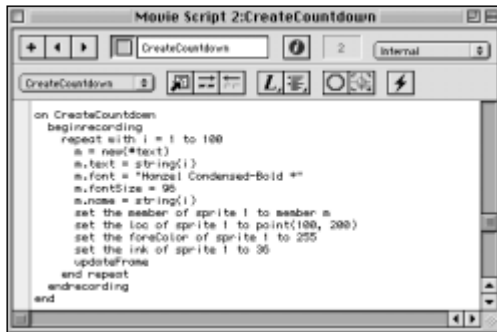 Movie Script 2:CreateCountdown
CreateCountdown
2
Internal
CreateCountdown
L
on CreateCountdown
beginrecording
repeat with i = 1 to 100
m = new(#text)
m.text = string(i)
m.font = "Hanzel Condensed-Bold *"
m.fontSize = 96
m.name = string(i)
set the member of sprite 1 to member m
set the loc of sprite 1 to point(100, 200)
set the foreColor of sprite 1 to 255
set the ink of sprite 1 to 36
updateFrame
end repeat
endrecording
end